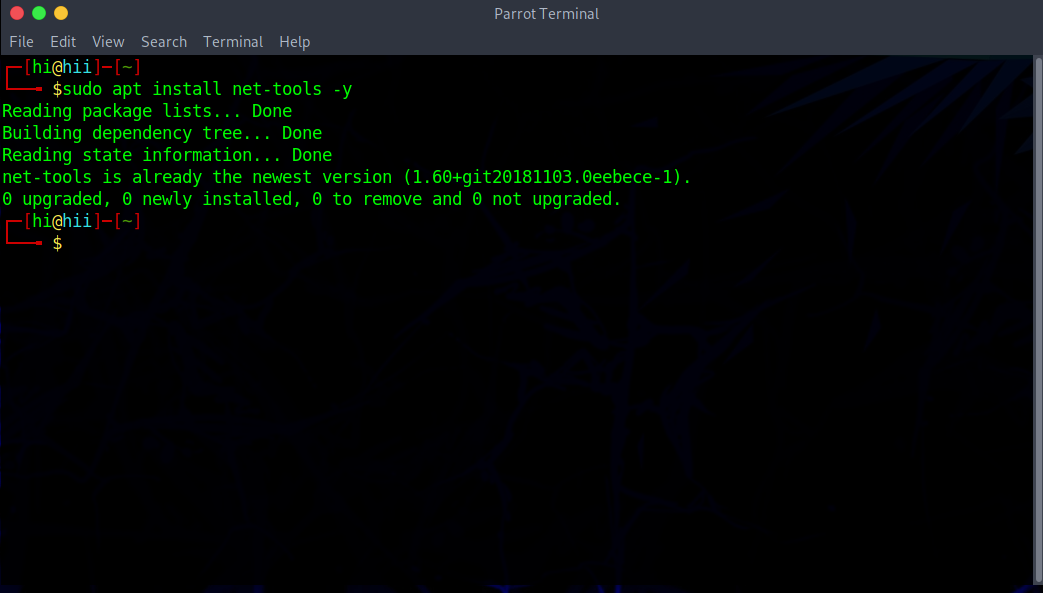 Parrot Terminal
File Edit View Search Terminal Help
┌─[hi@hii]─[~]
└──╼ $sudo apt install net-tools -y
Reading package lists... Done
Building dependency tree... Done
Reading state information... Done
net-tools is already the newest version (1.60+git20181103.0eebece-1).
0 upgraded, 0 newly installed, 0 to remove and 0 not upgraded.
┌─[hi@hii]─[~]
└──╼ $